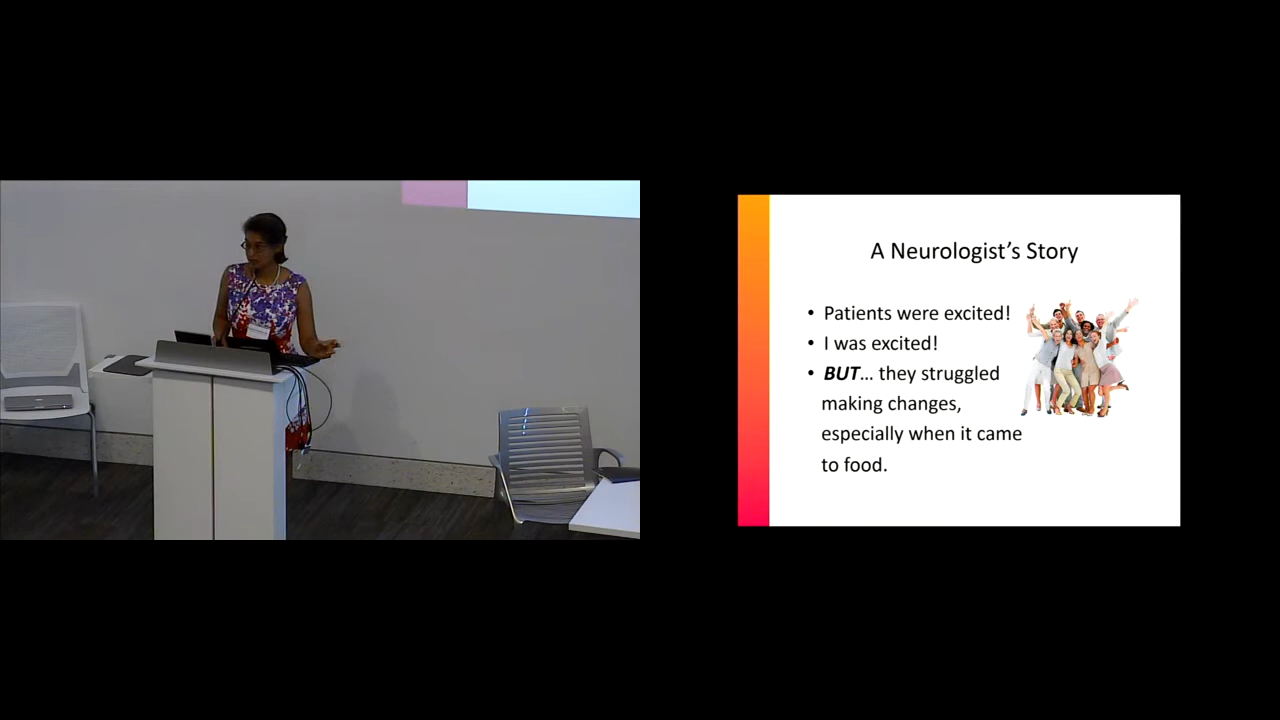 A Neurologist’s Story
• Patients were excited!
• I was excited!
• BUT… they struggled
making changes,
especially when it came
to food.